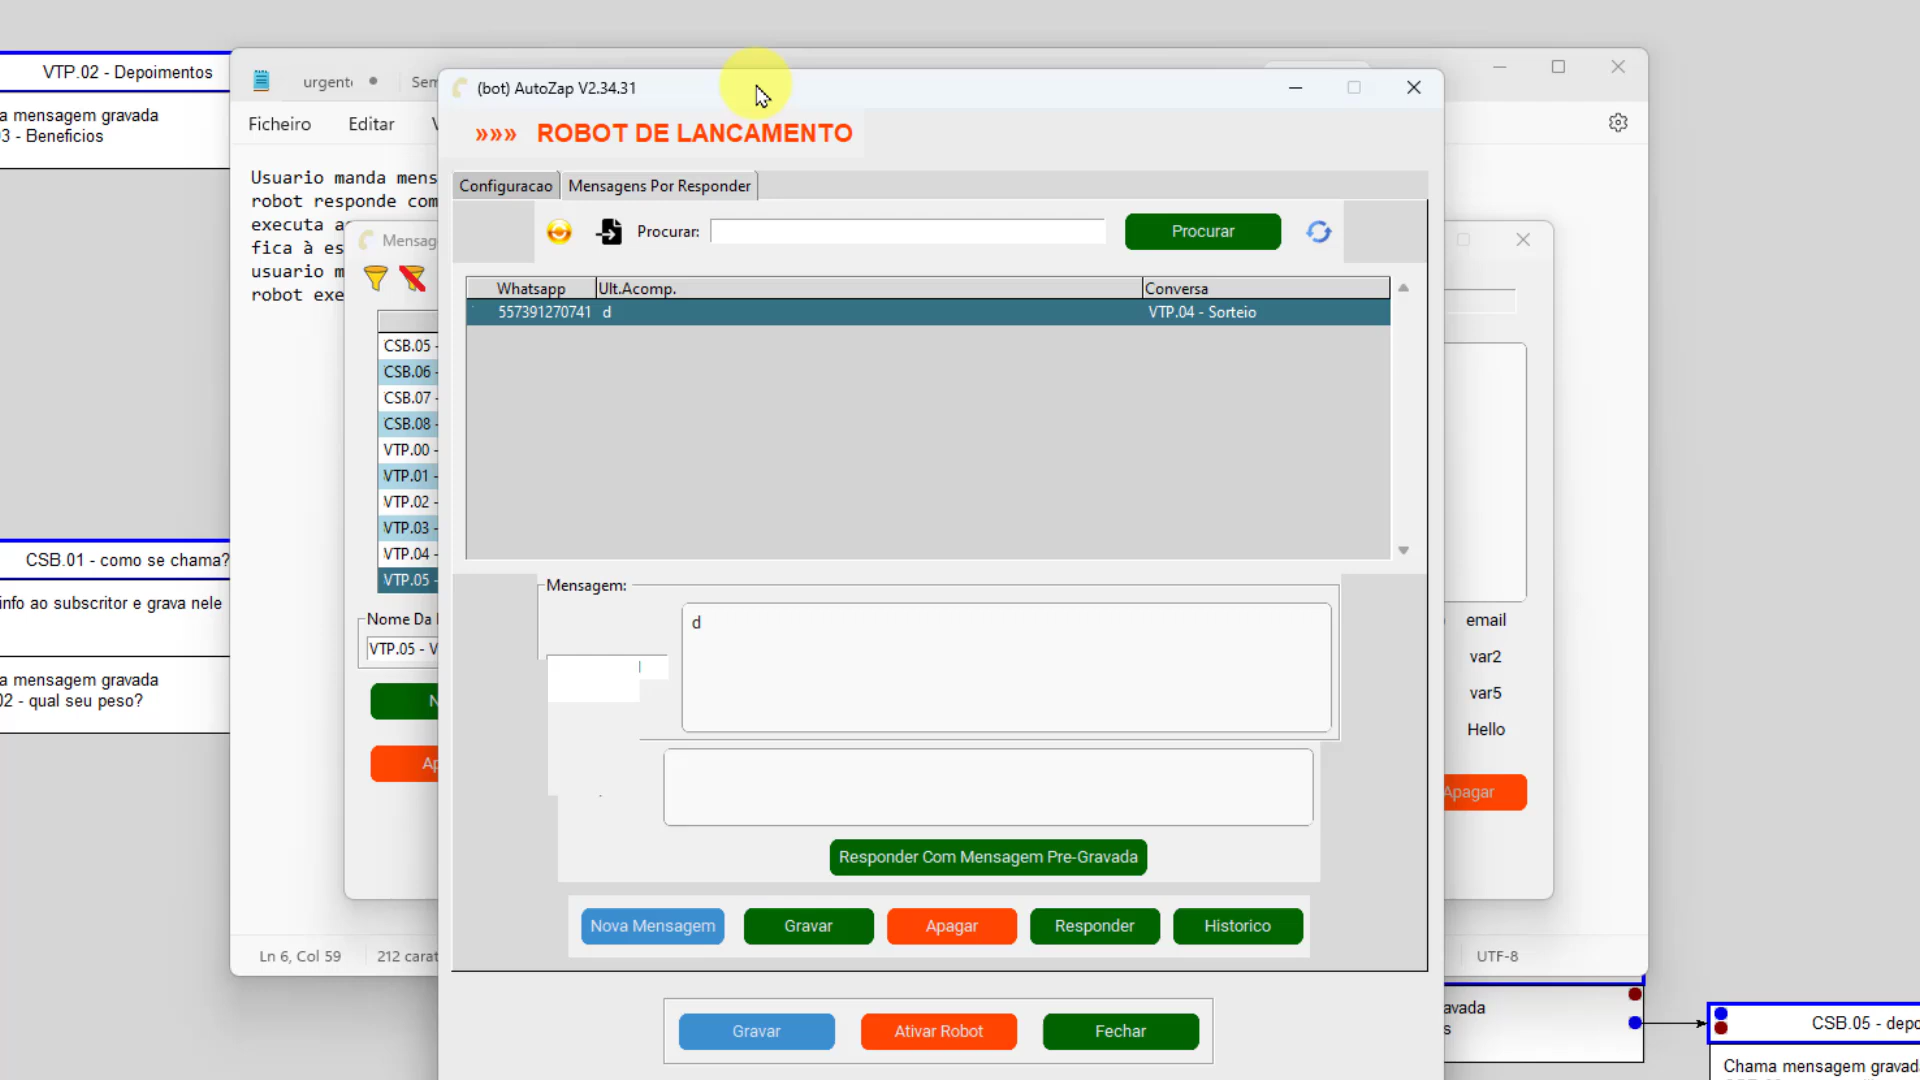 VTP.02 - Depoimentos
a mensagem gravada
3 - Beneficios
CSB.01 - como se chama?
info ao subscritor e grava nele
a mensagem gravada
02 - qual seu peso?
urgent
Sem
Ficheiro
Editar
V
Usuario manda mens
robot responde com
executa a
fica à es
usuario m
robot exe
Mensag
CSB.05 -
CSB.06 -
CSB.07 -
CSB.08 -
VTP.00 -
VTP.01 -
VTP.02 -
VTP.03 -
VTP.04 -
VTP.05 -
Nome Da
VTP.05 - V
N
Ap
Ln 6, Col 59
212 carat
(bot) AutoZap V2.34.31
»»» ROBOT DE LANCAMENTO
Configuracao
Mensagens Por Responder
Procurar:
Procurar
Whatsapp
Ult.Acomp.
Conversa
557391270741
d
VTP.04 - Sorteio
Mensagem:
d
Responder Com Mensagem Pre-Gravada
Nova Mensagem
Gravar
Apagar
Responder
Historico
Gravar
Ativar Robot
Fechar
email
var2
var5
Hello
Apagar
UTF-8
avada
s
CSB.05 - depo
Chama mensagem gravad